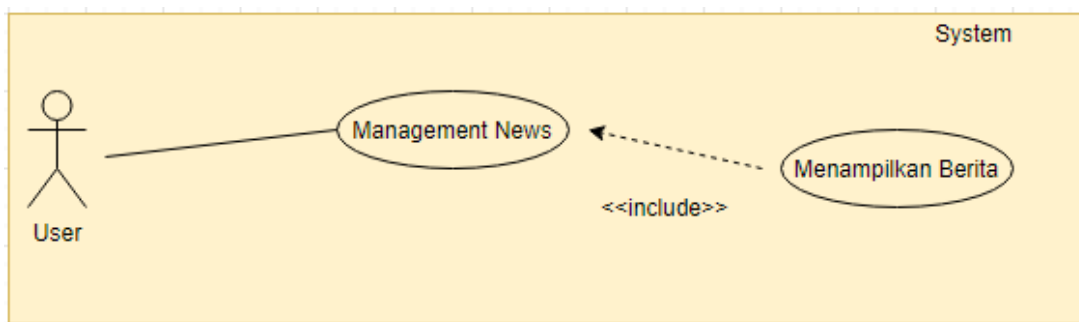 System
Management News
Menampilkan Berita
<<include>>
User